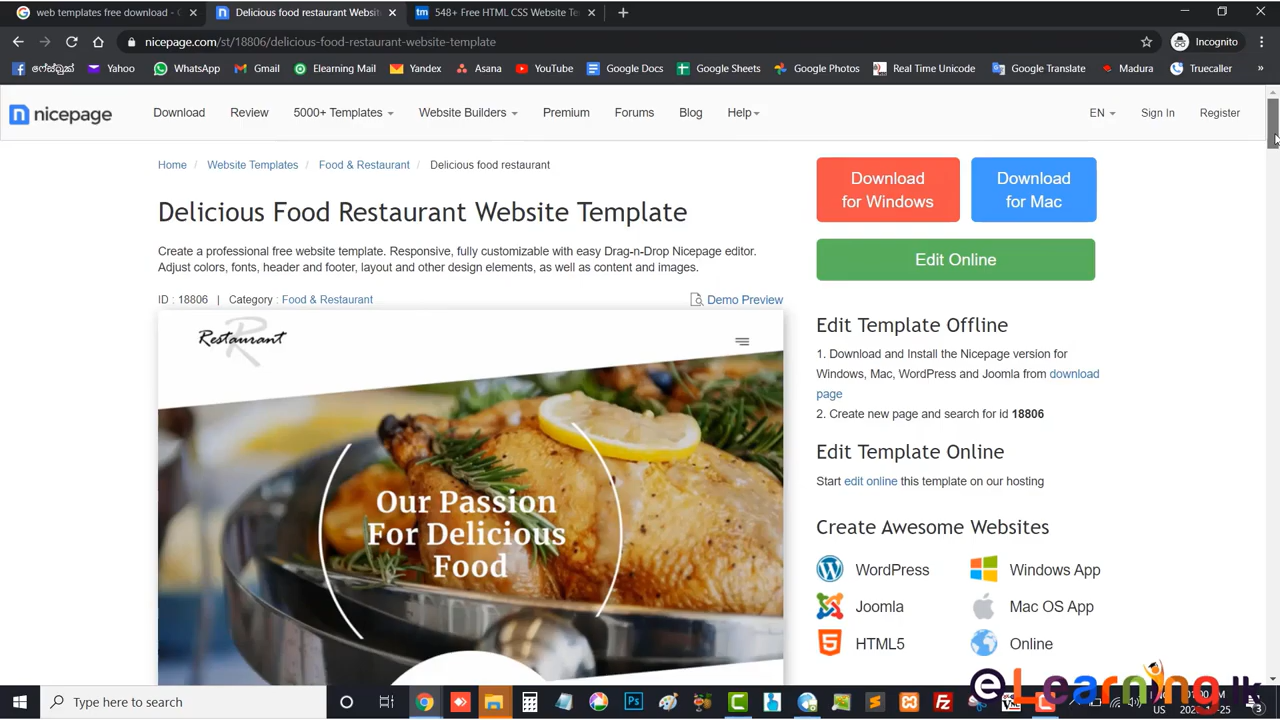 web templates free download -
Delicious food restaurant Websit
548+ Free HTML CSS Website Te
nicepage.com/st/18806/delicious-food-restaurant-website-template
Incognito
ෆේස්බුක්
Yahoo
WhatsApp
Gmail
Elearning Mail
Yandex
Asana
YouTube
Google Docs
Google Sheets
Google Photos
Real Time Unicode
Google Translate
Madura
Truecaller
»
nicepage
Download
Review
5000+ Templates
Website Builders
Premium
Forums
Blog
Help
EN
Sign In
Register
Home / Website Templates / Food & Restaurant / Delicious food restaurant
Delicious Food Restaurant Website Template
Create a professional free website template. Responsive, fully customizable with easy Drag-n-Drop Nicepage editor.
Adjust colors, fonts, header and footer, layout and other design elements, as well as content and images.
ID : 18806 | Category : Food & Restaurant
Demo Preview
R
Restaurant
Our Passion
For Delicious
Food
Download
for Windows
Download
for Mac
Edit Online
Edit Template Offline
1. Download and Install the Nicepage version for
Windows, Mac, WordPress and Joomla from download
page
2. Create new page and search for id 18806
Edit Template Online
Start edit online this template on our hosting
Create Awesome Websites
WordPress
Windows App
Joomla
Mac OS App
HTML5
Online
Type here to search
Ps
eLearning.lk
US
3